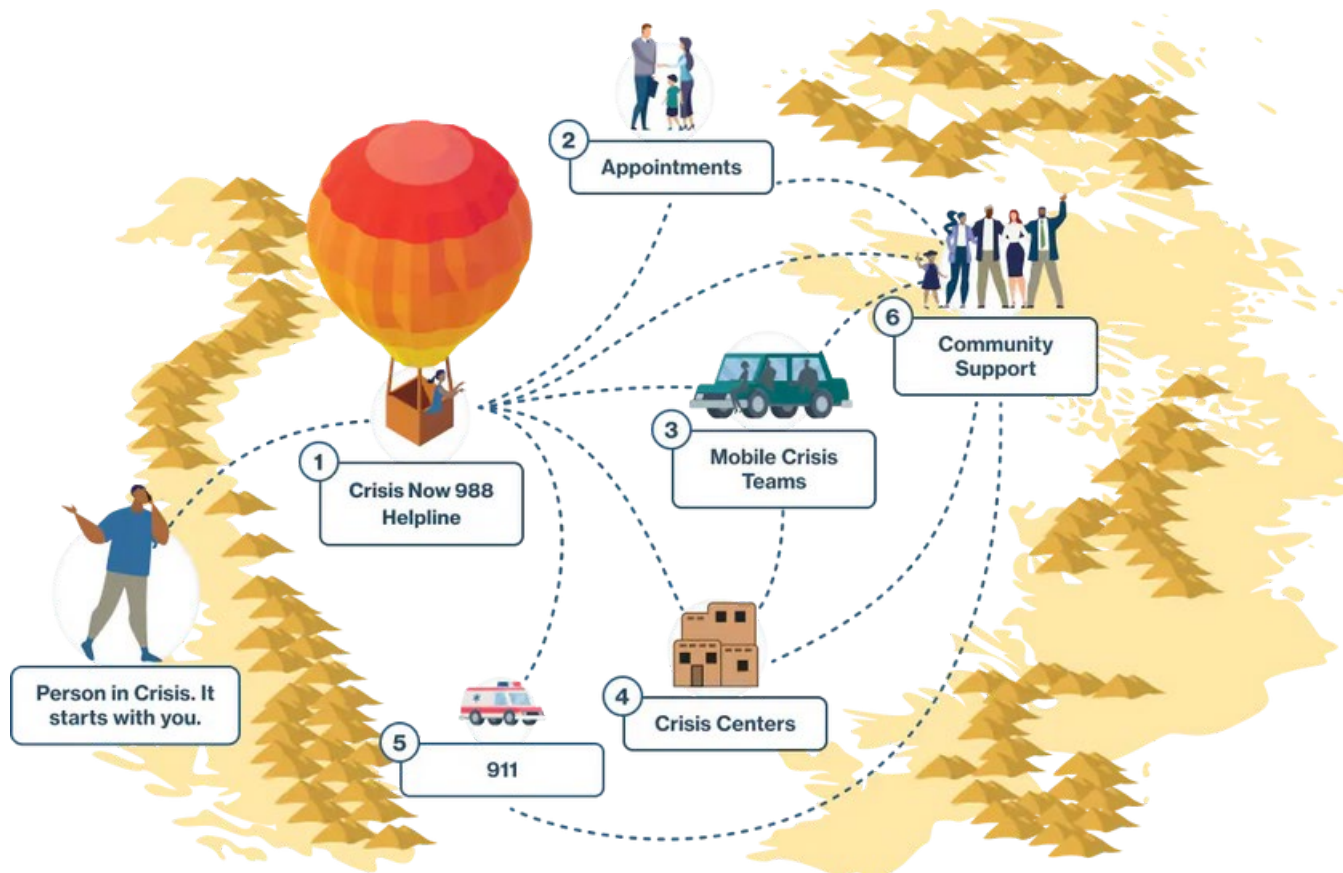 Person in Crisis. It
starts with you.
1
Crisis Now 988
Helpline
2
Appointments
3
Mobile Crisis
Teams
4
Crisis Centers
5
911
6
Community
Support